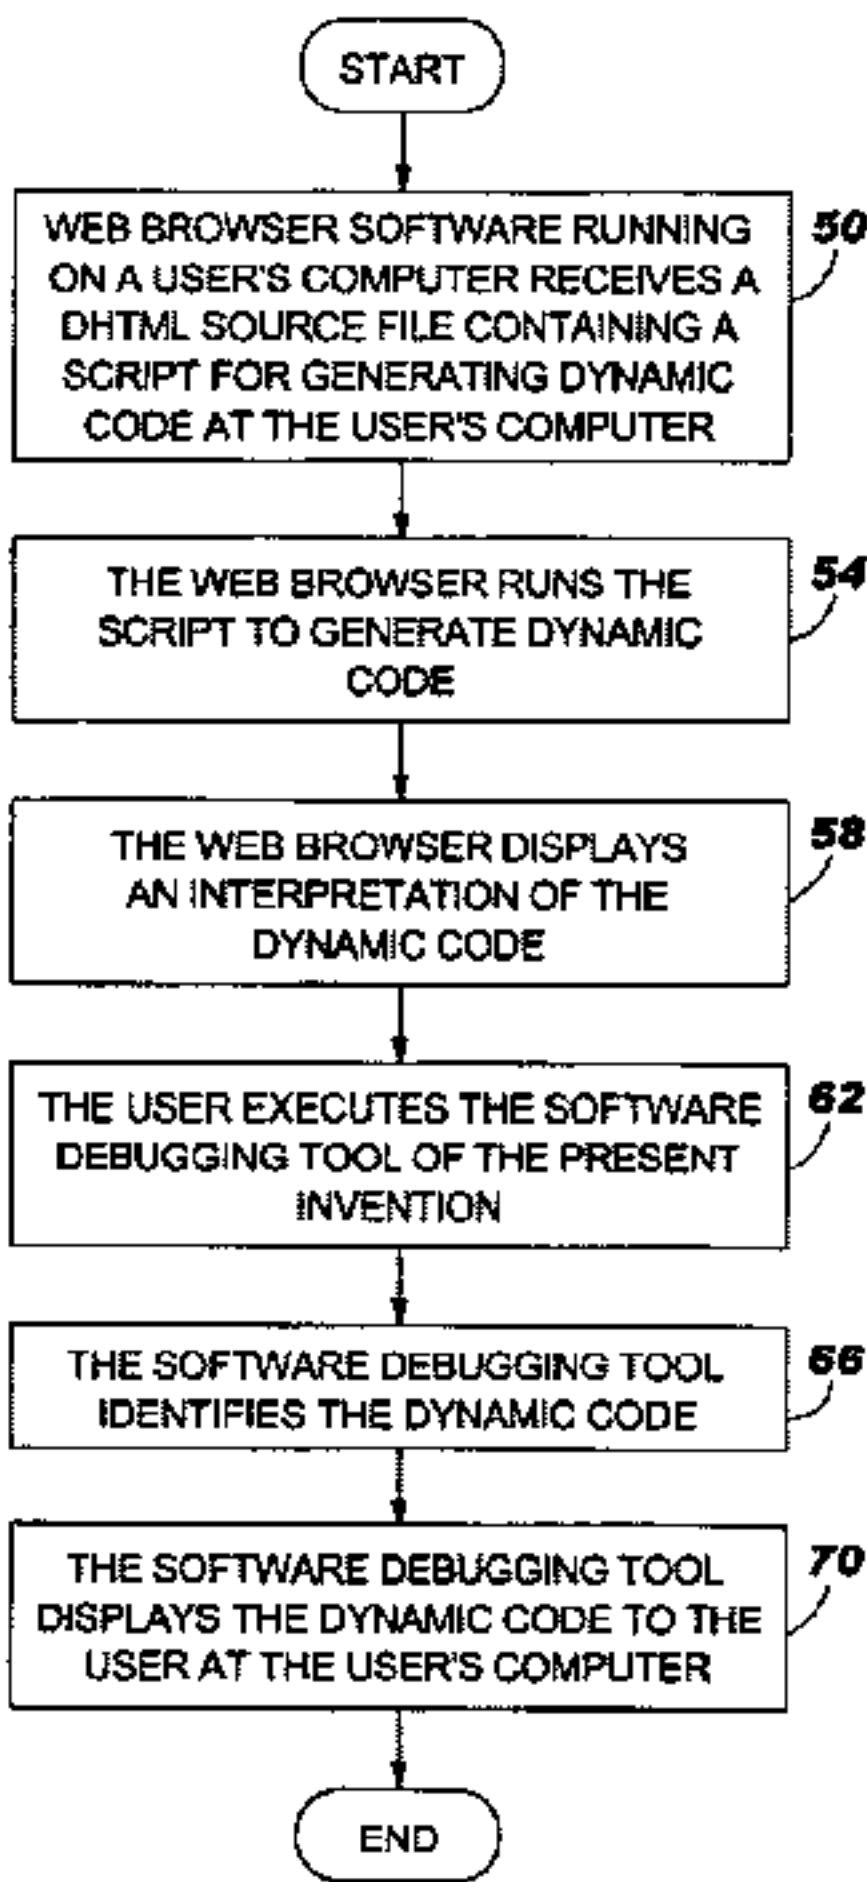 START
WEB BROWSER SOFTWARE RUNNING
ON A USER'S COMPUTER RECEIVES A
DHTML SOURCE FILE CONTAINING A
SCRIPT FOR GENERATING DYNAMIC
CODE AT THE USER'S COMPUTER
50
THE WEB BROWSER RUNS THE
SCRIPT TO GENERATE DYNAMIC
CODE
54
THE WEB BROWSER DISPLAYS
AN INTERPRETATION OF THE
DYNAMIC CODE
58
THE USER EXECUTES THE SOFTWARE
DEBUGGING TOOL OF THE PRESENT
INVENTION
62
THE SOFTWARE DEBUGGING TOOL
IDENTIFIES THE DYNAMIC CODE
66
THE SOFTWARE DEBUGGING TOOL
DISPLAYS THE DYNAMIC CODE TO THE
USER AT THE USER'S COMPUTER
70
END